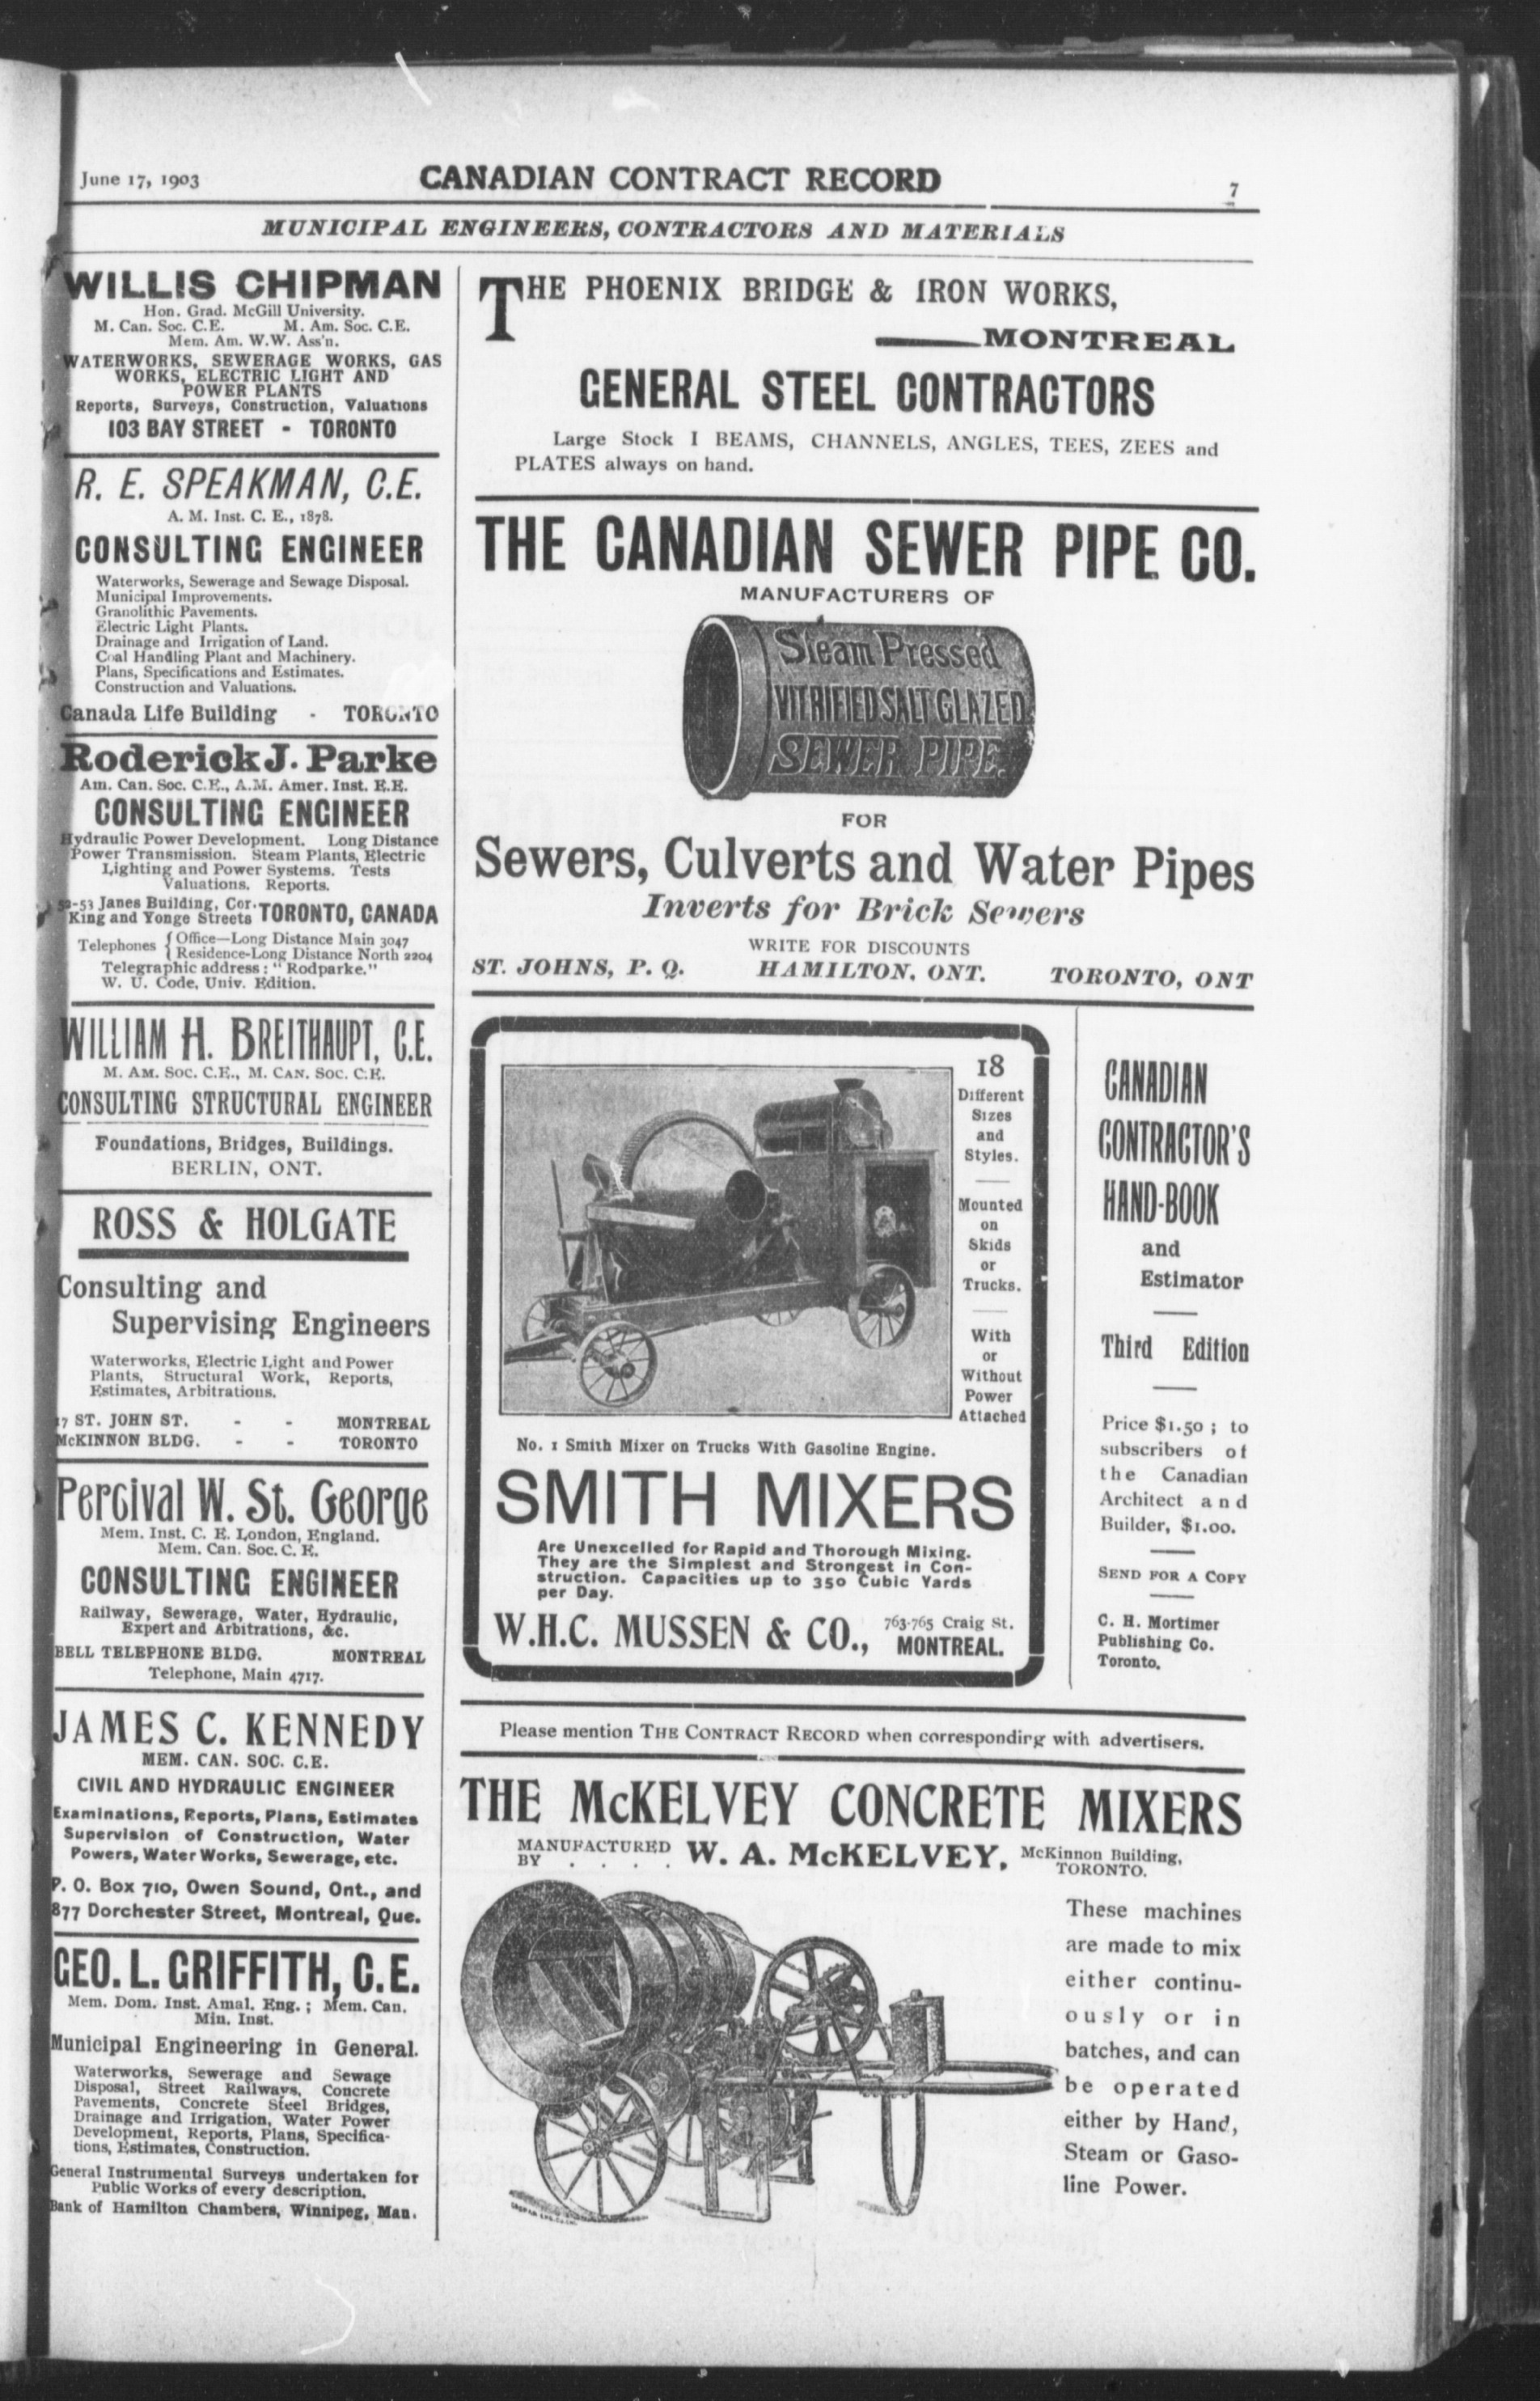 June 17, 1903
CANADIAN CONTRACT RECORD
7
MUNICIPAL ENGINEERS, CONTRACTORS AND MATERIALS
WILLIS CHIPMAN
Hon. Grad. McGill University.
M. Can. Soc. C.E. M. Am. Soc. C.E.
Mem. Am. W.W. Ass'n.
WATERWORKS, SEWERAGE WORKS, GAS
WORKS, ELECTRIC LIGHT AND
POWER PLANTS
Reports, Surveys, Construction, Valuations
103 BAY STREET - TORONTO
R. E. SPEAKMAN, C.E.
A. M. Inst. C. E., 1878.
CONSULTING ENGINEER
Waterworks, Sewerage and Sewage Disposal.
Municipal Improvements.
Granolithic Pavements.
Electric Light Plants.
Drainage and Irrigation of Land.
Coal Handling Plant and Machinery.
Plans, Specifications and Estimates.
Construction and Valuations.
Canada Life Building - TORONTO
Roderick J. Parke
Am. Can. Soc. C.E., A.M. Amer. Inst. E.E.
CONSULTING ENGINEER
Hydraulic Power Development. Long Distance
Power Transmission. Steam Plants, Electric
Lighting and Power Systems. Tests
Valuations. Reports.
52-53 Janes Building, Cor.
King and Yonge Streets TORONTO, CANADA
Telephones { Office—Long Distance Main 3047
{ Residence-Long Distance North 2204
Telegraphic address: "Rodparke."
W. U. Code, Univ. Edition.
WILLIAM H. BREITHAUPT, C.E.
M. AM. SOC. C.E., M. CAN. SOC. C.E.
CONSULTING STRUCTURAL ENGINEER
Foundations, Bridges, Buildings.
BERLIN, ONT.
ROSS & HOLGATE
Consulting and
Supervising Engineers
Waterworks, Electric Light and Power
Plants, Structural Work, Reports,
Estimates, Arbitrations.
17 ST. JOHN ST. - - MONTREAL
McKINNON BLDG. - - TORONTO
Percival W. St. George
Mem. Inst. C. E. London, England.
Mem. Can. Soc. C. E.
CONSULTING ENGINEER
Railway, Sewerage, Water, Hydraulic,
Expert and Arbitrations, &c.
BELL TELEPHONE BLDG. MONTREAL
Telephone, Main 4717.
JAMES C. KENNEDY
MEM. CAN. SOC. C.E.
CIVIL AND HYDRAULIC ENGINEER
Examinations, Reports, Plans, Estimates
Supervision of Construction, Water
Powers, Water Works, Sewerage, etc.
P. O. Box 710, Owen Sound, Ont., and
877 Dorchester Street, Montreal, Que.
GEO. L. GRIFFITH, C.E.
Mem. Dom. Inst. Amal. Eng.; Mem. Can.
Min. Inst.
Municipal Engineering in General.
Waterworks, Sewerage and Sewage
Disposal, Street Railways, Concrete
Pavements, Concrete Steel Bridges,
Drainage and Irrigation, Water Power
Development, Reports, Plans, Specifica-
tions, Estimates, Construction.
General Instrumental Surveys undertaken for
Public Works of every description.
Bank of Hamilton Chambers, Winnipeg, Man.
THE PHOENIX BRIDGE & IRON WORKS,
MONTREAL
GENERAL STEEL CONTRACTORS
Large Stock I BEAMS, CHANNELS, ANGLES, TEES, ZEES and
PLATES always on hand.
THE CANADIAN SEWER PIPE CO.
MANUFACTURERS OF
Steam Pressed
VITRIFIED SALT GLAZED
SEWER PIPE.
FOR
Sewers, Culverts and Water Pipes
Inverts for Brick Sewers
WRITE FOR DISCOUNTS
ST. JOHNS, P. Q. HAMILTON, ONT. TORONTO, ONT
18
Different
Sizes
and
Styles.
Mounted
on
Skids
or
Trucks.
With
or
Without
Power
Attached
No. 1 Smith Mixer on Trucks With Gasoline Engine.
SMITH MIXERS
Are Unexcelled for Rapid and Thorough Mixing.
They are the Simplest and Strongest in Con-
struction. Capacities up to 350 Cubic Yards
per Day.
W.H.C. MUSSEN & CO., 763-765 Craig St.
MONTREAL.
CANADIAN
CONTRACTOR'S
HAND-BOOK
and
Estimator
Third Edition
Price $1.50; to
subscribers of
the Canadian
Architect and
Builder, $1.00.
SEND FOR A COPY
C. H. Mortimer
Publishing Co.
Toronto.
Please mention THE CONTRACT RECORD when corresponding with advertisers.
THE McKELVEY CONCRETE MIXERS
MANUFACTURED
BY . . . . W. A. McKELVEY, McKinnon Building,
TORONTO.
These machines
are made to mix
either continu-
ously or in
batches, and can
be operated
either by Hand,
Steam or Gaso-
line Power.